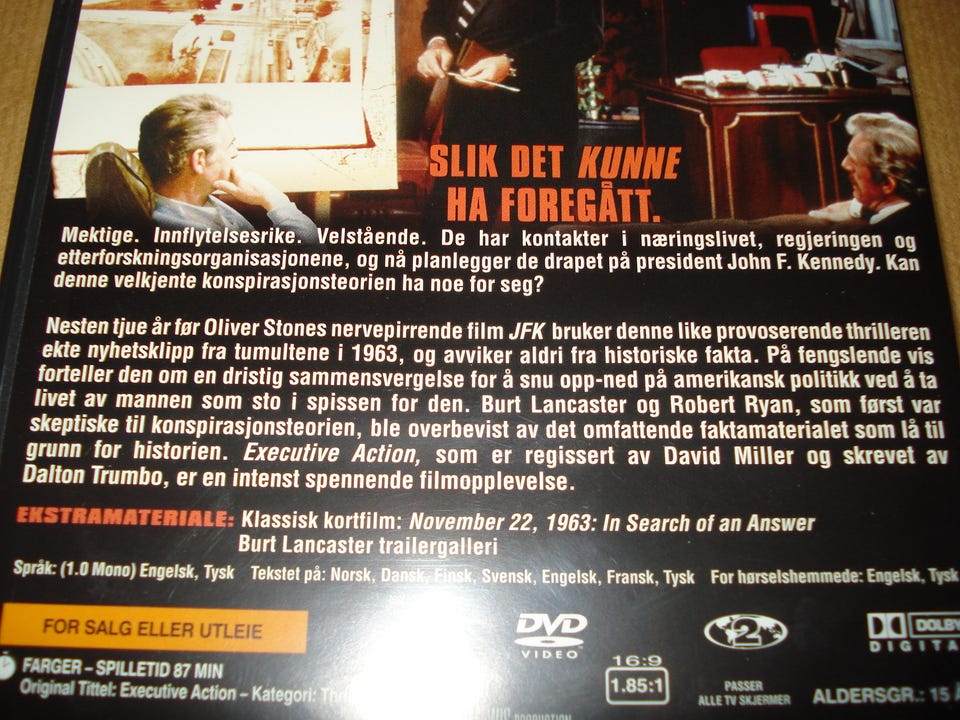 SLIK DET KUNNE
HA FOREGÅTT.
Mektige. Innflytelsesrike. Velstående. De har kontakter i næringslivet, regjeringen og
etterforskningsorganisasjonene, og nå planlegger de drapet på president John F. Kennedy. Kan
denne velkjente konspirasjonsteorien ha noe for seg?
Nesten tjue år før Oliver Stones nervepirrende film JFK bruker denne like provoserende thrilleren
ekte nyhetsklipp fra tumultene i 1963, og avviker aldri fra historiske fakta. På fengslende vis
forteller den om en dristig sammensvergelse for å snu opp-ned på amerikansk politikk ved å ta
livet av mannen som sto i spissen for den. Burt Lancaster og Robert Ryan, som først var
skeptiske til konspirasjonsteorien, ble overbevist av det omfattende faktamaterialet som lå til
grunn for historien. Executive Action, som er regissert av David Miller og skrevet av
Dalton Trumbo, er en intenst spennende filmopplevelse.
EKSTRAMATERIALE: Klassisk kortfilm: November 22, 1963: In Search of an Answer
Burt Lancaster trailergalleri
Språk: (1.0 Mono) Engelsk, Tysk Tekstet på: Norsk, Dansk, Finsk, Svensk, Engelsk, Fransk, Tysk For hørselshemmede: Engelsk, Tysk
FOR SALG ELLER UTLEIE
DVD
VIDEO
2
DOLBY
DIGITA
FARGER – SPILLETID 87 MIN
16:9
1.85:1
PASSER
ALLE TV SKJERMER
ALDERSGR.: 15 Å
Original Tittel: Executive Action – Kategori: